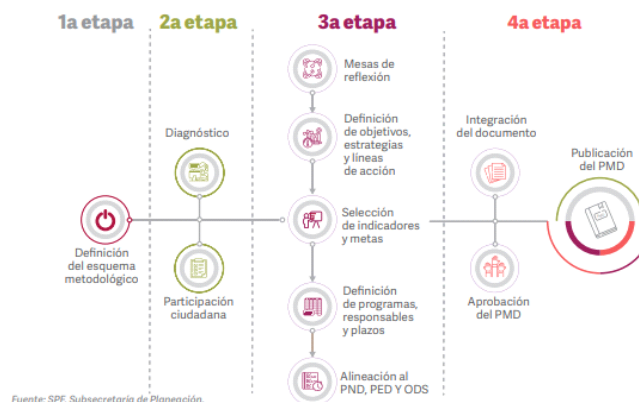 1a etapa
2a etapa
3a etapa
4a etapa
Definición
del esquema
metodológico
Diagnóstico
Participación
ciudadana
Mesas de
reflexión
Definición
de objetivos,
estrategias
y líneas
de acción
Selección
de indicadores
y metas
Definición
de programas,
responsables
y plazos
Alineación al
PND, PED Y ODS
Integración
del documento
Aprobación
del PMD
Publicación
del PMD
Fuente: SPF. Subsecretaría de Planeación.